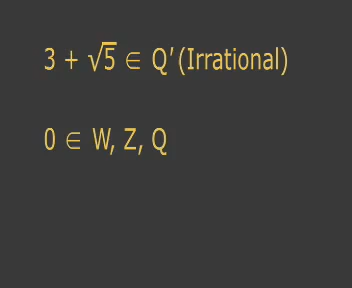 3 + √5 ∈ Q′(Irrational)
0 ∈ W, Z, Q